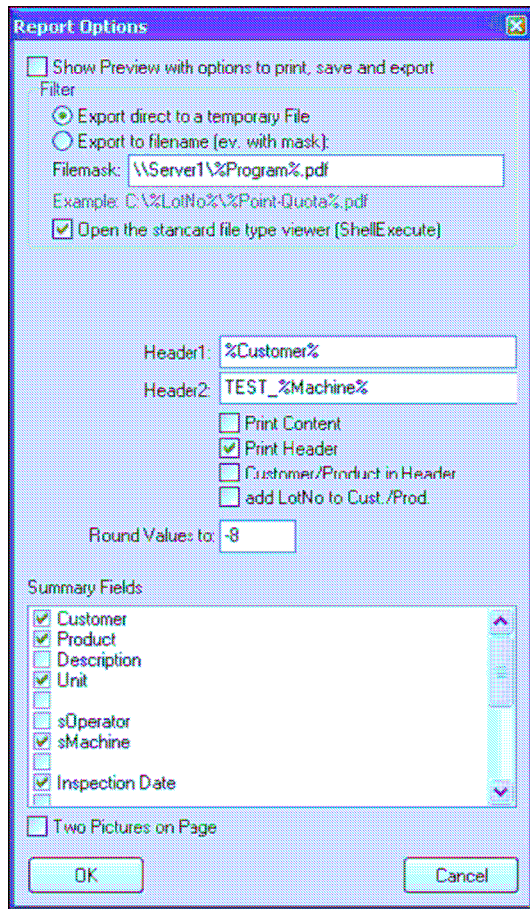 Report Options
Show Preview with options to print, save and export
Filter
Export direct to a temporary File
Export to filename (ev. with mask):
Filemask: \\Server1\%Program%.pdf
Example: C:\%LotNo%\%Point-Quota%.pdf
Open the stancard file type viewer (ShellExecute)
Header1: %Customer%
Header2: TEST_%Machine%
Print Content
Print Header
Customer/Product in Header
add LotNo to Cust./Prod.
Round Values to: -8
Summary Fields
Customer
Product
Description
Unit
sOperator
sMachine
Inspection Date
Two Pictures on Page
OK Cancel